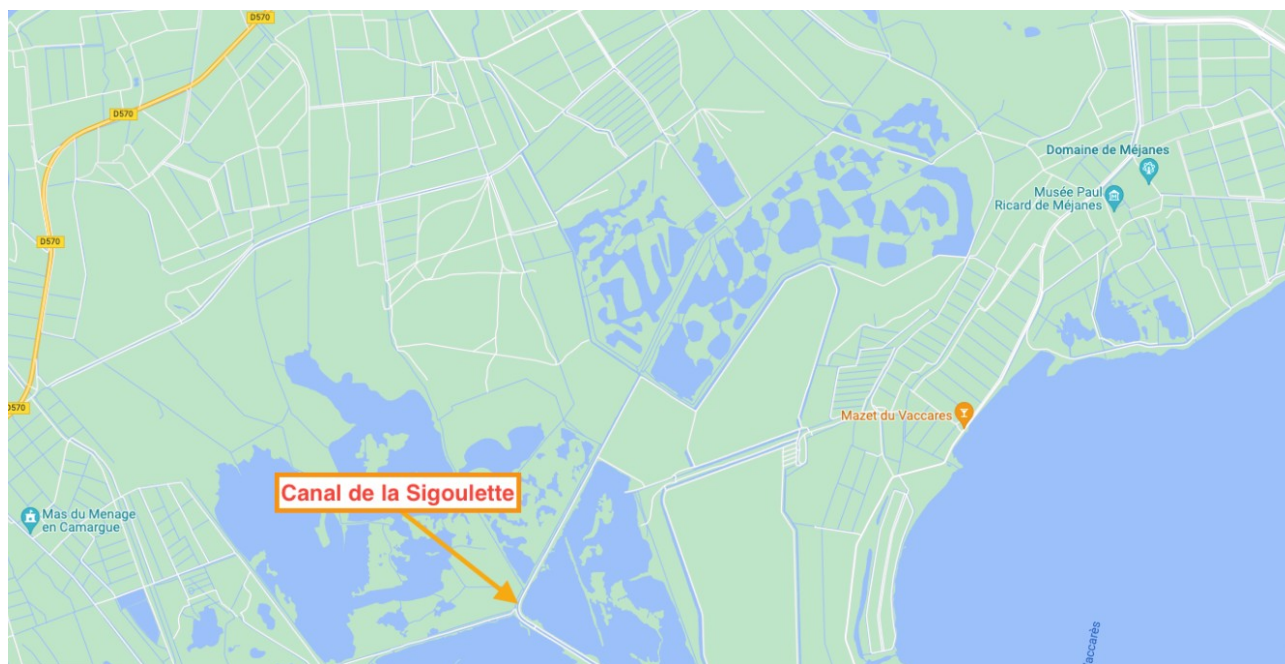 D570
D570
Domaine de Méjanes
Musée Paul
Ricard de Méjanes
D570
D570
Mazet du Vaccares
Canal de la Sigoulette
Mas du Menage
en Camargue
accarès